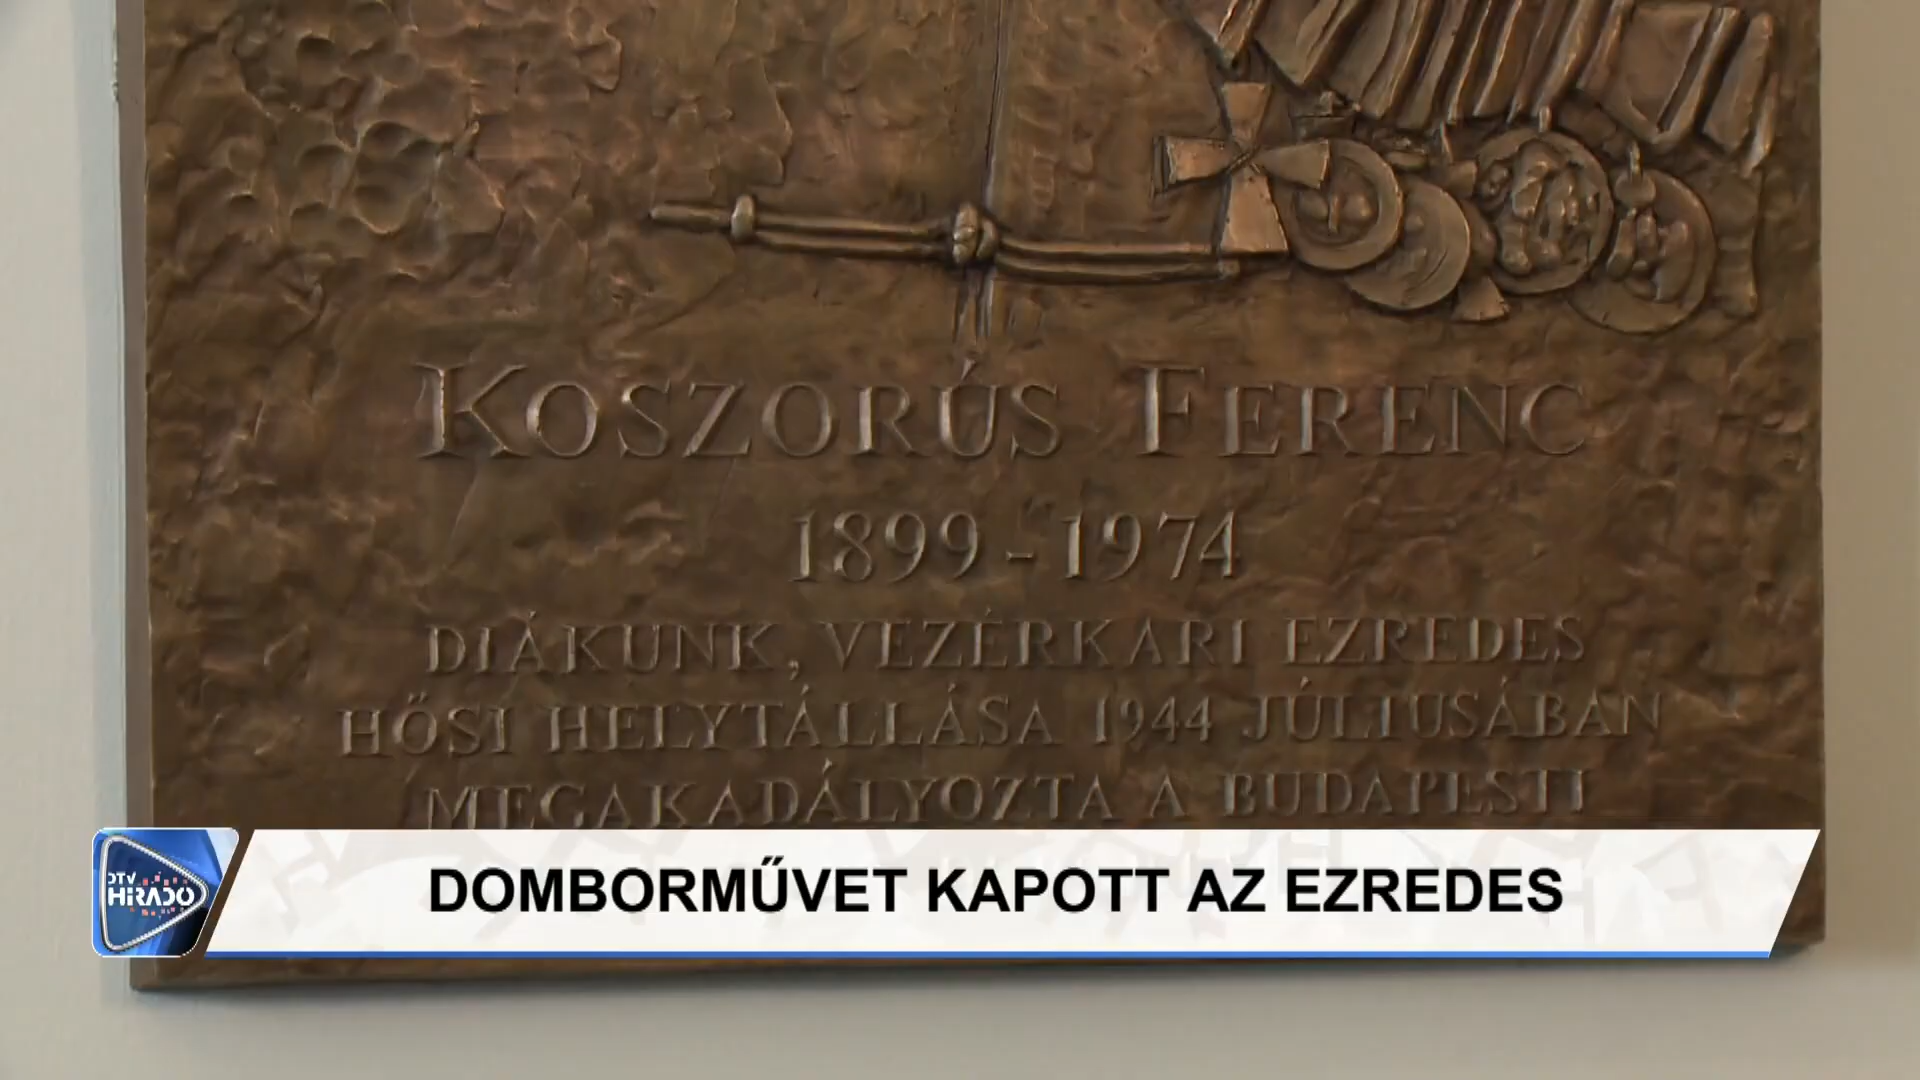 KOSZORÚS FERENC
1899-1974
DIÁKUNK, VEZÉRKARI EZREDES
HŐSI HELYTÁLLÁSA 1944 JÚLIUSÁBAN
MEGAKADÁLYOZTA A BUDAPESTI
DTV
HÍRADÓ
DOMBORMŰVET KAPOTT AZ EZREDES